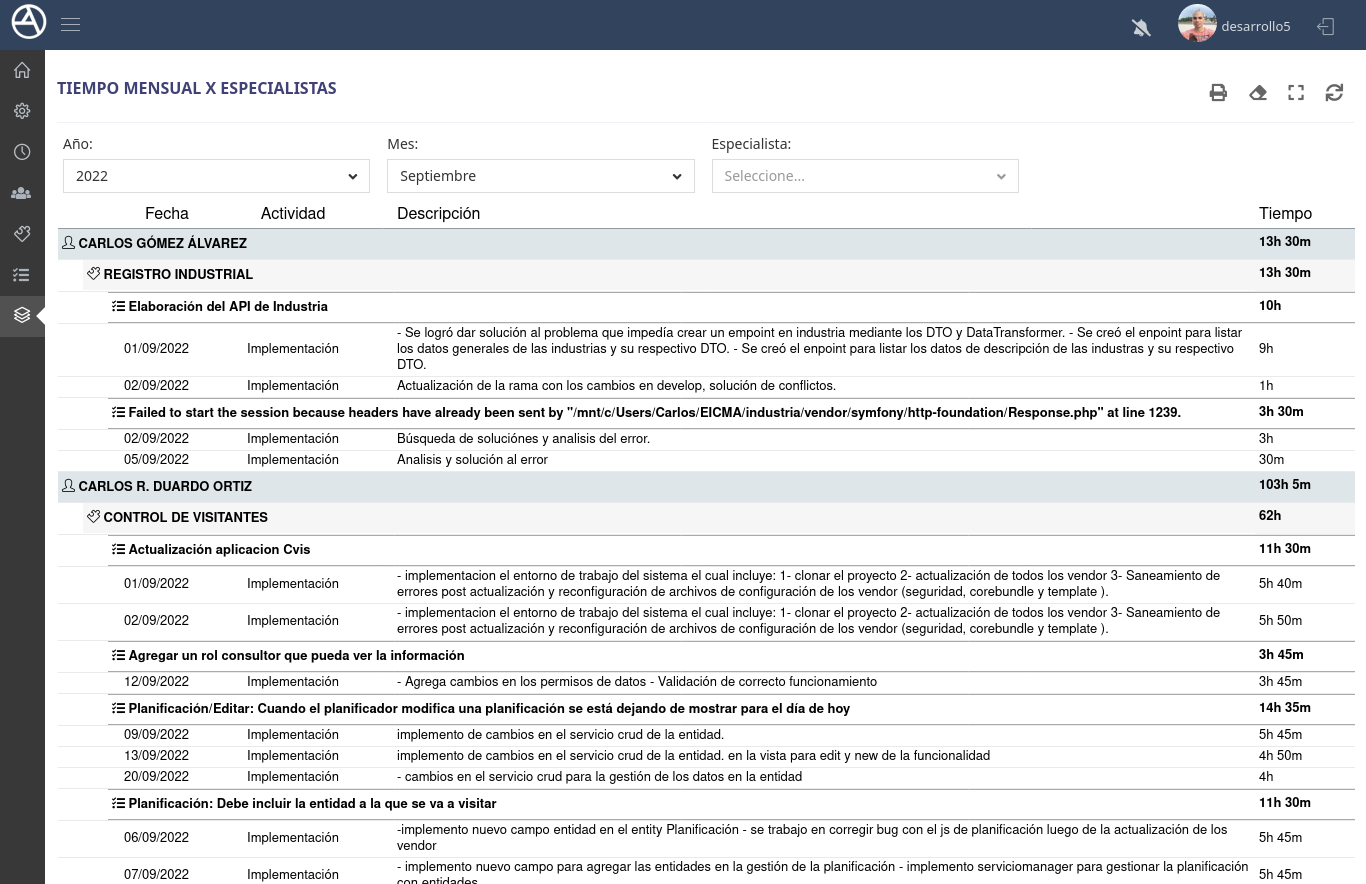 desarrollo5
TIEMPO MENSUAL X ESPECIALISTAS
Año:
Mes:
Especialista:
2022
Septiembre
Seleccione...
Fecha Actividad Descripción Tiempo
CARLOS GÓMEZ ÁLVAREZ 13h 30m
REGISTRO INDUSTRIAL 13h 30m
Elaboración del API de Industria 10h
- Se logró dar solución al problema que impedía crear un empoint en industria mediante los DTO y DataTransformer. - Se creó el enpoint para listar
01/09/2022 Implementación los datos generales de las industrias y su respectivo DTO. - Se creó el enpoint para listar los datos de descripción de las industras y su respectivo 9h
DTO.
02/09/2022 Implementación Actualización de la rama con los cambios en develop, solución de conflictos. 1h
Failed to start the session because headers have already been sent by "/mnt/c/Users/Carlos/EICMA/industria/vendor/symfony/http-foundation/Response.php" at line 1239. 3h 30m
02/09/2022 Implementación Búsqueda de soluciónes y analisis del error. 3h
05/09/2022 Implementación Analisis y solución al error 30m
CARLOS R. DUARDO ORTIZ 103h 5m
CONTROL DE VISITANTES 62h
Actualización aplicacion Cvis 11h 30m
01/09/2022 Implementación - implementacion el entorno de trabajo del sistema el cual incluye: 1- clonar el proyecto 2- actualización de todos los vendor 3- Saneamiento de 5h 40m
errores post actualización y reconfiguración de archivos de configuración de los vendor (seguridad, corebundle y template ).
02/09/2022 Implementación - implementacion el entorno de trabajo del sistema el cual incluye: 1- clonar el proyecto 2- actualización de todos los vendor 3- Saneamiento de 5h 50m
errores post actualización y reconfiguración de archivos de configuración de los vendor (seguridad, corebundle y template ).
Agregar un rol consultor que pueda ver la información 3h 45m
12/09/2022 Implementación - Agrega cambios en los permisos de datos - Validación de correcto funcionamiento 3h 45m
Planificación/Editar: Cuando el planificador modifica una planificación se está dejando de mostrar para el día de hoy 14h 35m
09/09/2022 Implementación implemento de cambios en el servicio crud de la entidad. 5h 45m
13/09/2022 Implementación implemento de cambios en el servicio crud de la entidad. en la vista para edit y new de la funcionalidad 4h 50m
20/09/2022 Implementación - cambios en el servicio crud para la gestión de los datos en la entidad 4h
Planificación: Debe incluir la entidad a la que se va a visitar 11h 30m
06/09/2022 Implementación -implemento nuevo campo entidad en el entity Planificación - se trabajo en corregir bug con el js de planificación luego de la actualización de los 5h 45m
vendor
07/09/2022 Implementación - implemento nuevo campo para agregar las entidades en la gestión de la planificación - implemento serviciomanager para gestionar la planificación 5h 45m
con entidades